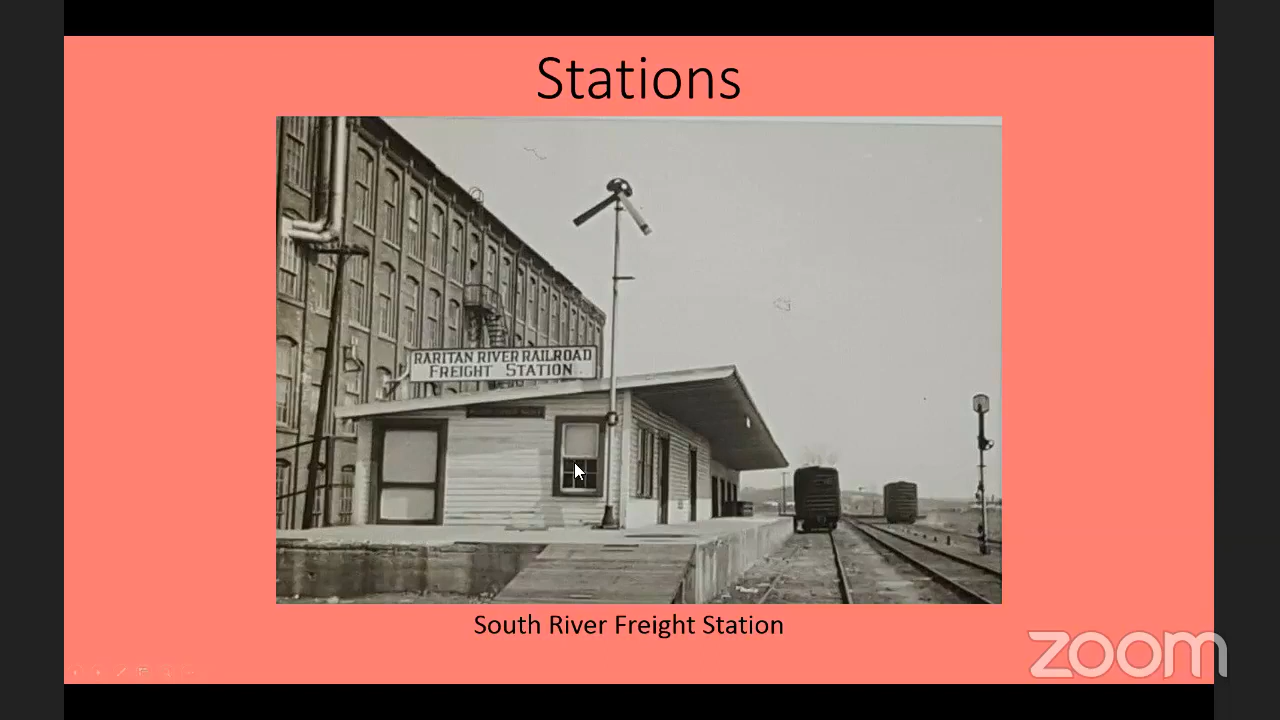 Stations
RARITAN RIVER RAILROAD
FREIGHT STATION
South River Freight Station
zoom